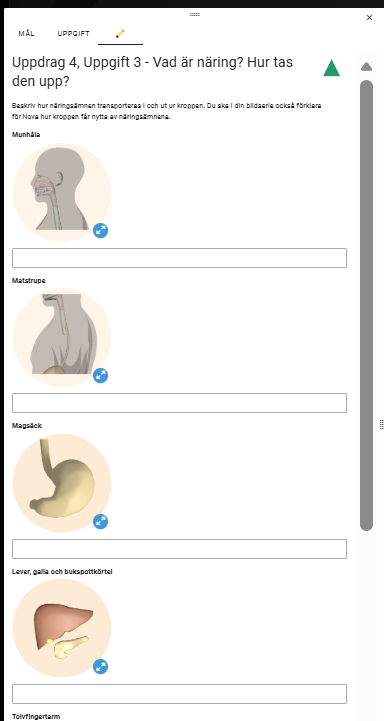 MÅL UPPGIFT
Uppdrag 4, Uppgift 3 - Vad är näring? Hur tas
den upp?
Beskriv hur näringsämnen transporteras i och ut ur kroppen. Du ska i din bildserie också förklara
för Nova hur kroppen får nytta av näringsämnena.
Munhåla
Matstrupe
Magsäck
Lever, galla och bukspottkörtel
Tolvfingertarm